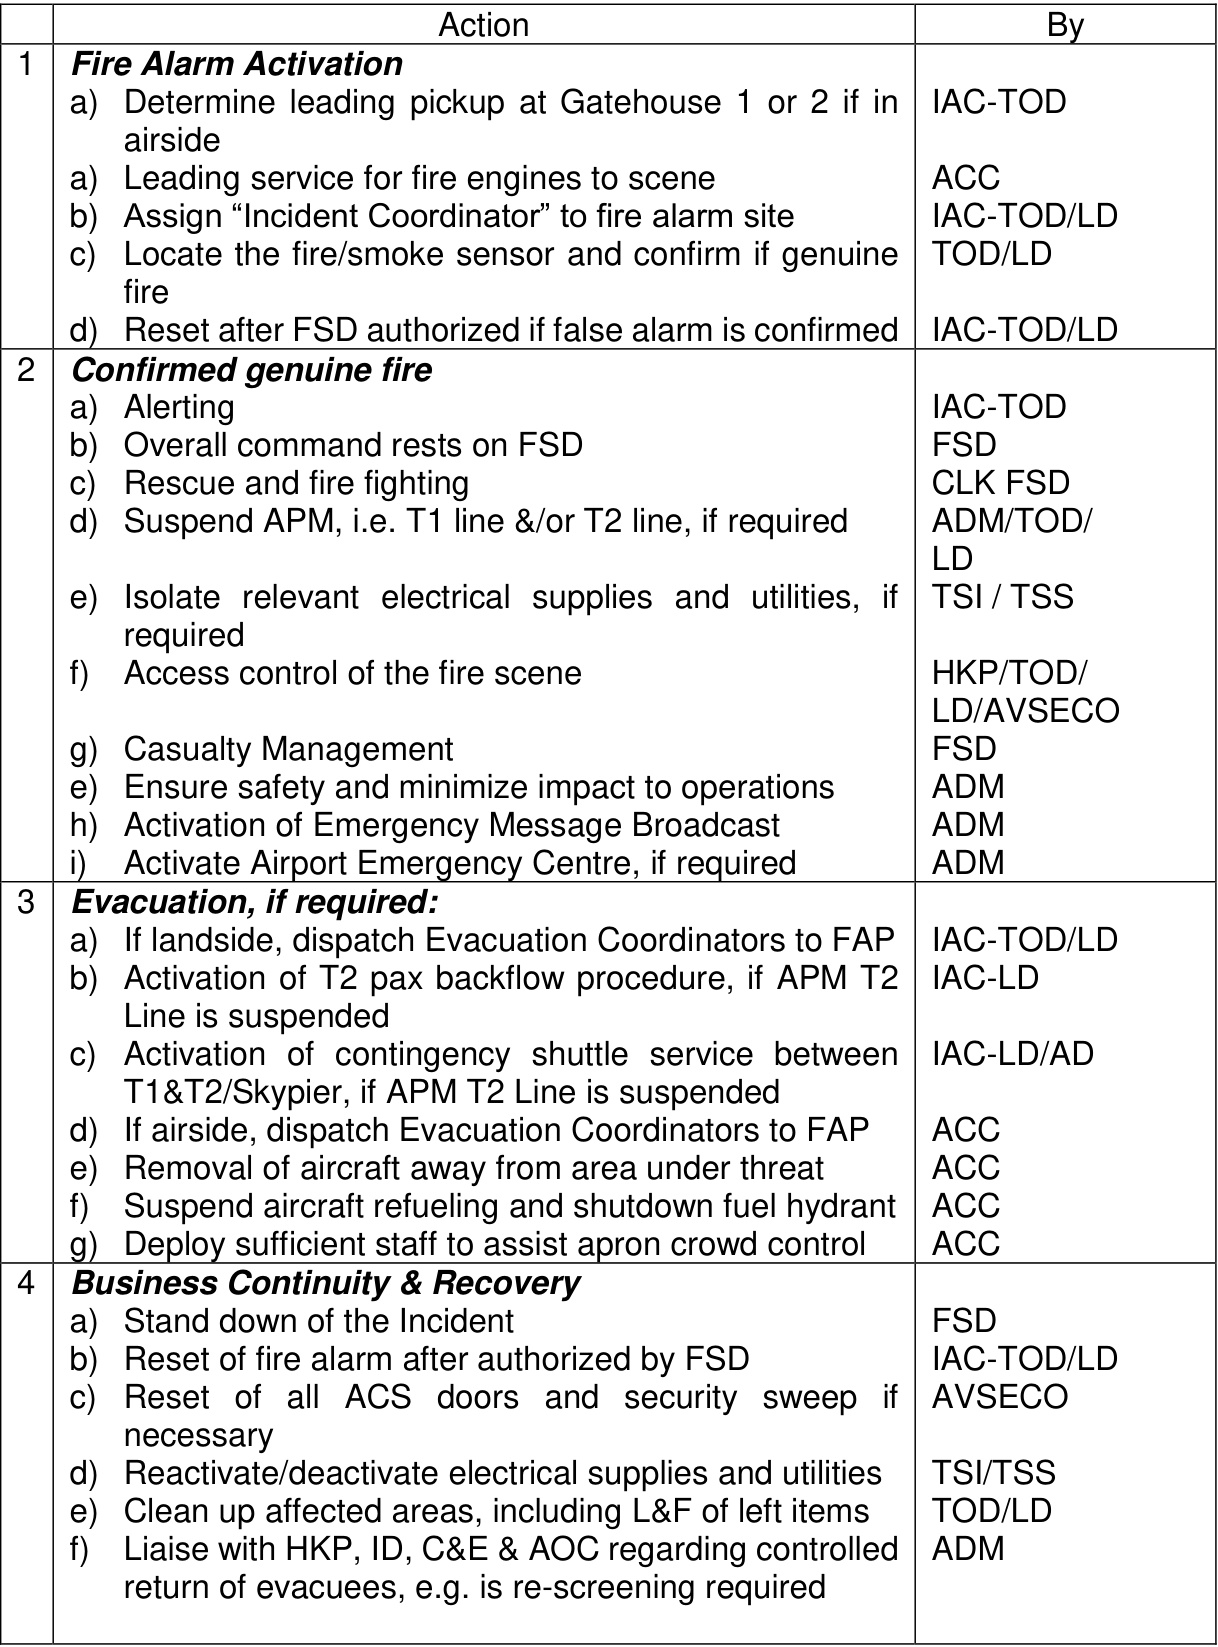 Action By
1 Fire Alarm Activation
a) Determine leading pickup at Gatehouse 1 or 2 if in IAC-TOD
airside
a) Leading service for fire engines to scene ACC
b) Assign “Incident Coordinator” to fire alarm site IAC-TOD/LD
c) Locate the fire/smoke sensor and confirm if genuine TOD/LD
fire
d) Reset after FSD authorized if false alarm is confirmed IAC-TOD/LD
2 Confirmed genuine fire
a) Alerting IAC-TOD
b) Overall command rests on FSD FSD
c) Rescue and fire fighting CLK FSD
d) Suspend APM, i.e. T1 line &/or T2 line, if required ADM/TOD/
LD
e) Isolate relevant electrical supplies and utilities, if TSI / TSS
required
f) Access control of the fire scene HKP/TOD/
LD/AVSECO
g) Casualty Management FSD
e) Ensure safety and minimize impact to operations ADM
h) Activation of Emergency Message Broadcast ADM
i) Activate Airport Emergency Centre, if required ADM
3 Evacuation, if required:
a) If landside, dispatch Evacuation Coordinators to FAP IAC-TOD/LD
b) Activation of T2 pax backflow procedure, if APM T2 IAC-LD
Line is suspended
c) Activation of contingency shuttle service between IAC-LD/AD
T1&T2/Skypier, if APM T2 Line is suspended
d) If airside, dispatch Evacuation Coordinators to FAP ACC
e) Removal of aircraft away from area under threat ACC
f) Suspend aircraft refueling and shutdown fuel hydrant ACC
g) Deploy sufficient staff to assist apron crowd control ACC
4 Business Continuity & Recovery
a) Stand down of the Incident FSD
b) Reset of fire alarm after authorized by FSD IAC-TOD/LD
c) Reset of all ACS doors and security sweep if AVSECO
necessary
d) Reactivate/deactivate electrical supplies and utilities TSI/TSS
e) Clean up affected areas, including L&F of left items TOD/LD
f) Liaise with HKP, ID, C&E & AOC regarding controlled ADM
return of evacuees, e.g. is re-screening required